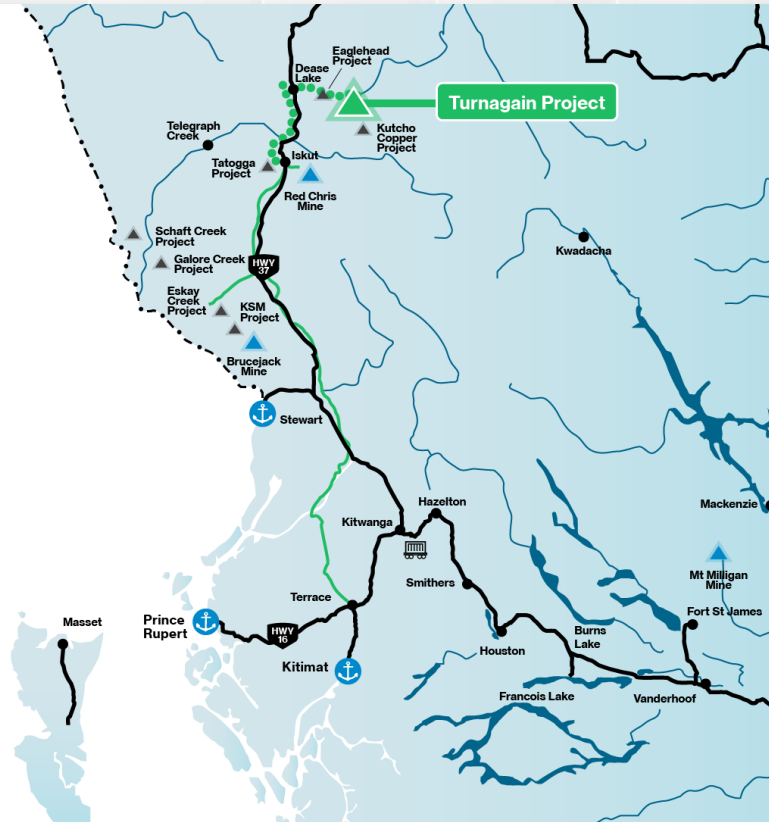 Eaglehead
Project
Dease
Lake
Turnagain Project
Telegraph
Creek
Kutcho
Copper
Project
Iskut
Tatogga
Project
Red Chris
Mine
Schaft Creek
Project
Kwadacha
Galore Creek
Project
HWY
37
Eskay
Creek
Project
KSM
Project
Brucejack
Mine
Stewart
Hazelton
Mackenzie
Kitwanga
Mt Milligan
Mine
Smithers
Terrace
Fort St James
Masset
Prince
Rupert
HWY
16
Burns
Lake
Houston
Kitimat
Francois Lake
Vanderhoof